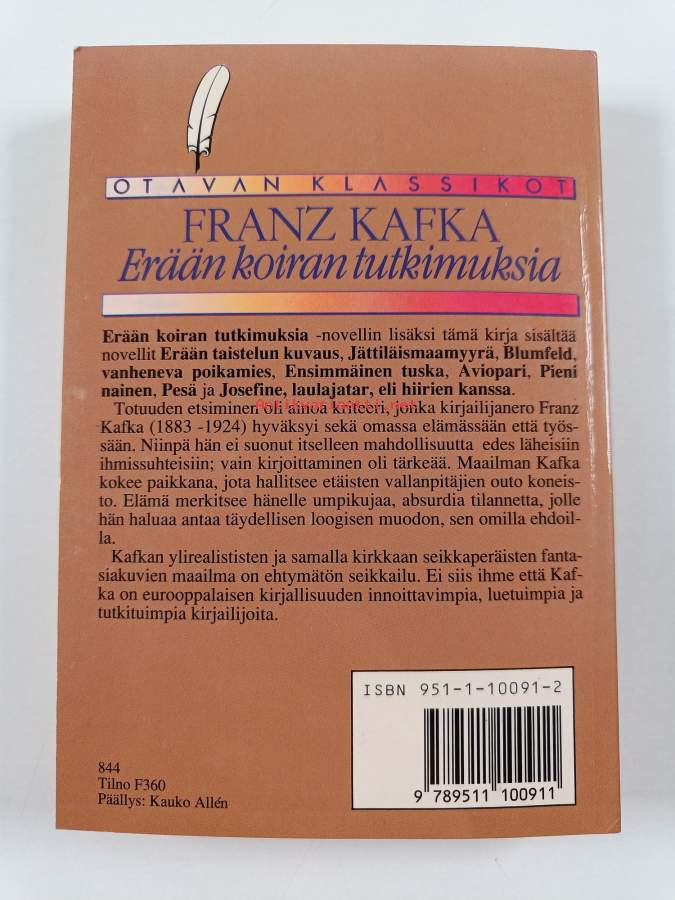 OTAVAN KLASSIKOT
FRANZ KAFKA
Erään koiran tutkimuksia
Erään koiran tutkimuksia -novellin lisäksi tämä kirja sisältää
novellit Erään taistelun kuvaus, Jättiläismaamyyrä, Blumfeld,
vanheneva poikamies, Ensimmäinen tuska, Aviopari, Pieni
nainen, Pesä ja Josefine, laulajatar, eli hiirien kanssa.
Antikvariaatti.net
Totuuden etsiminen oli ainoa kriteeri, jonka kirjailijanero Franz
Kafka (1883 -1924) hyväksyi sekä omassa elämässään että työs-
sään. Niinpä hän ei suonut itselleen mahdollisuutta edes läheisiin
ihmissuhteisiin; vain kirjoittaminen oli tärkeää. Maailman Kafka
kokee paikkana, jota hallitsee etäisten vallanpitäjien outo koneis-
to. Elämä merkitsee hänelle umpikujaa, absurdia tilannetta, jolle
hän haluaa antaa täydellisen loogisen muodon, sen omilla ehdoil-
la.
Kafkan ylirealististen ja samalla kirkkaan seikkaperäisten fanta-
siakuvien maailma on ehtymätön seikkailu. Ei siis ihme että Kaf-
ka on eurooppalaisen kirjallisuuden innoittavimpia, luetuimpia ja
tutkituimpia kirjailijoita.
ISBN 951-1-10091-2
9 789511 100911
844
Tilno F360
Päällys: Kauko Allén